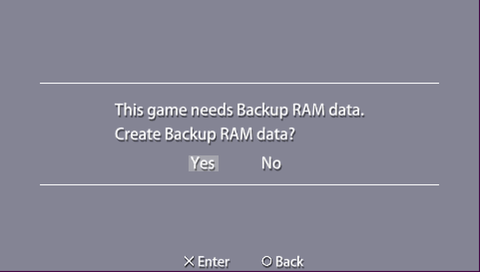 This game needs Backup RAM data.
Create Backup RAM data?
Yes No
✕ Enter ○ Back